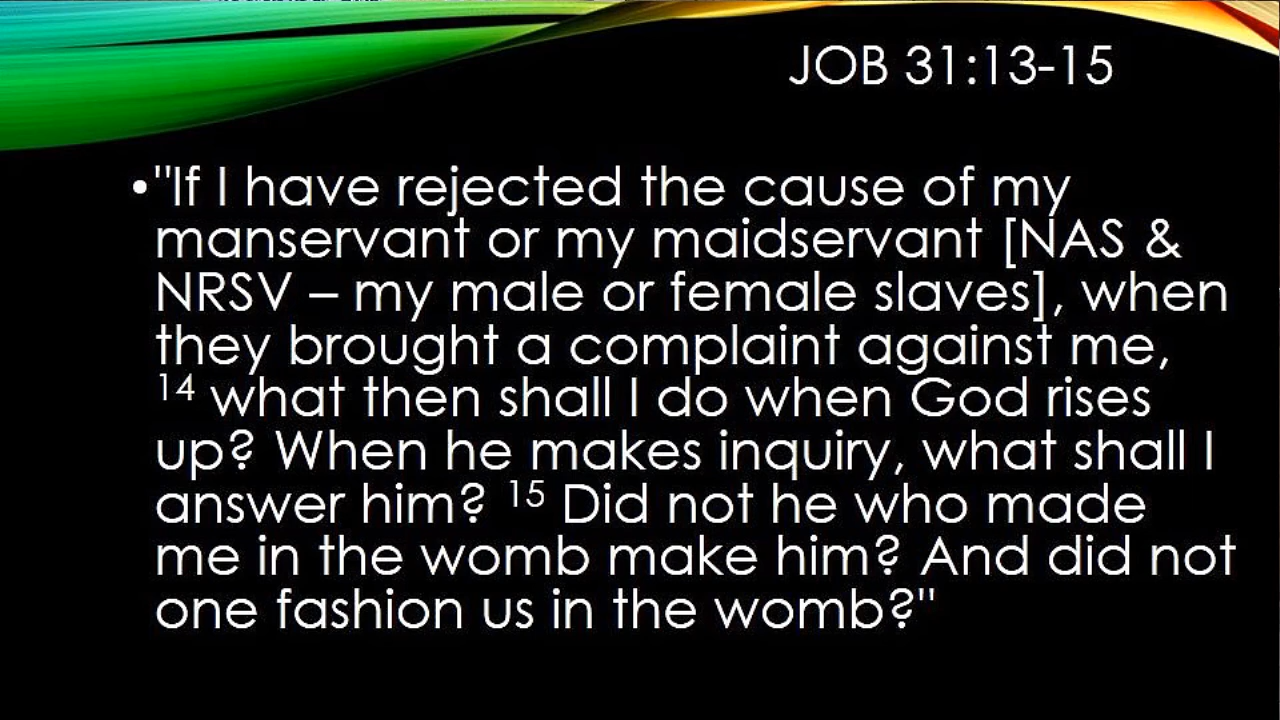 JOB 31:13-15
•"If I have rejected the cause of my
manservant or my maidservant [NAS &
NRSV – my male or female slaves], when
they brought a complaint against me,
14 what then shall I do when God rises
up? When he makes inquiry, what shall I
answer him? 15 Did not he who made
me in the womb make him? And did not
one fashion us in the womb?"